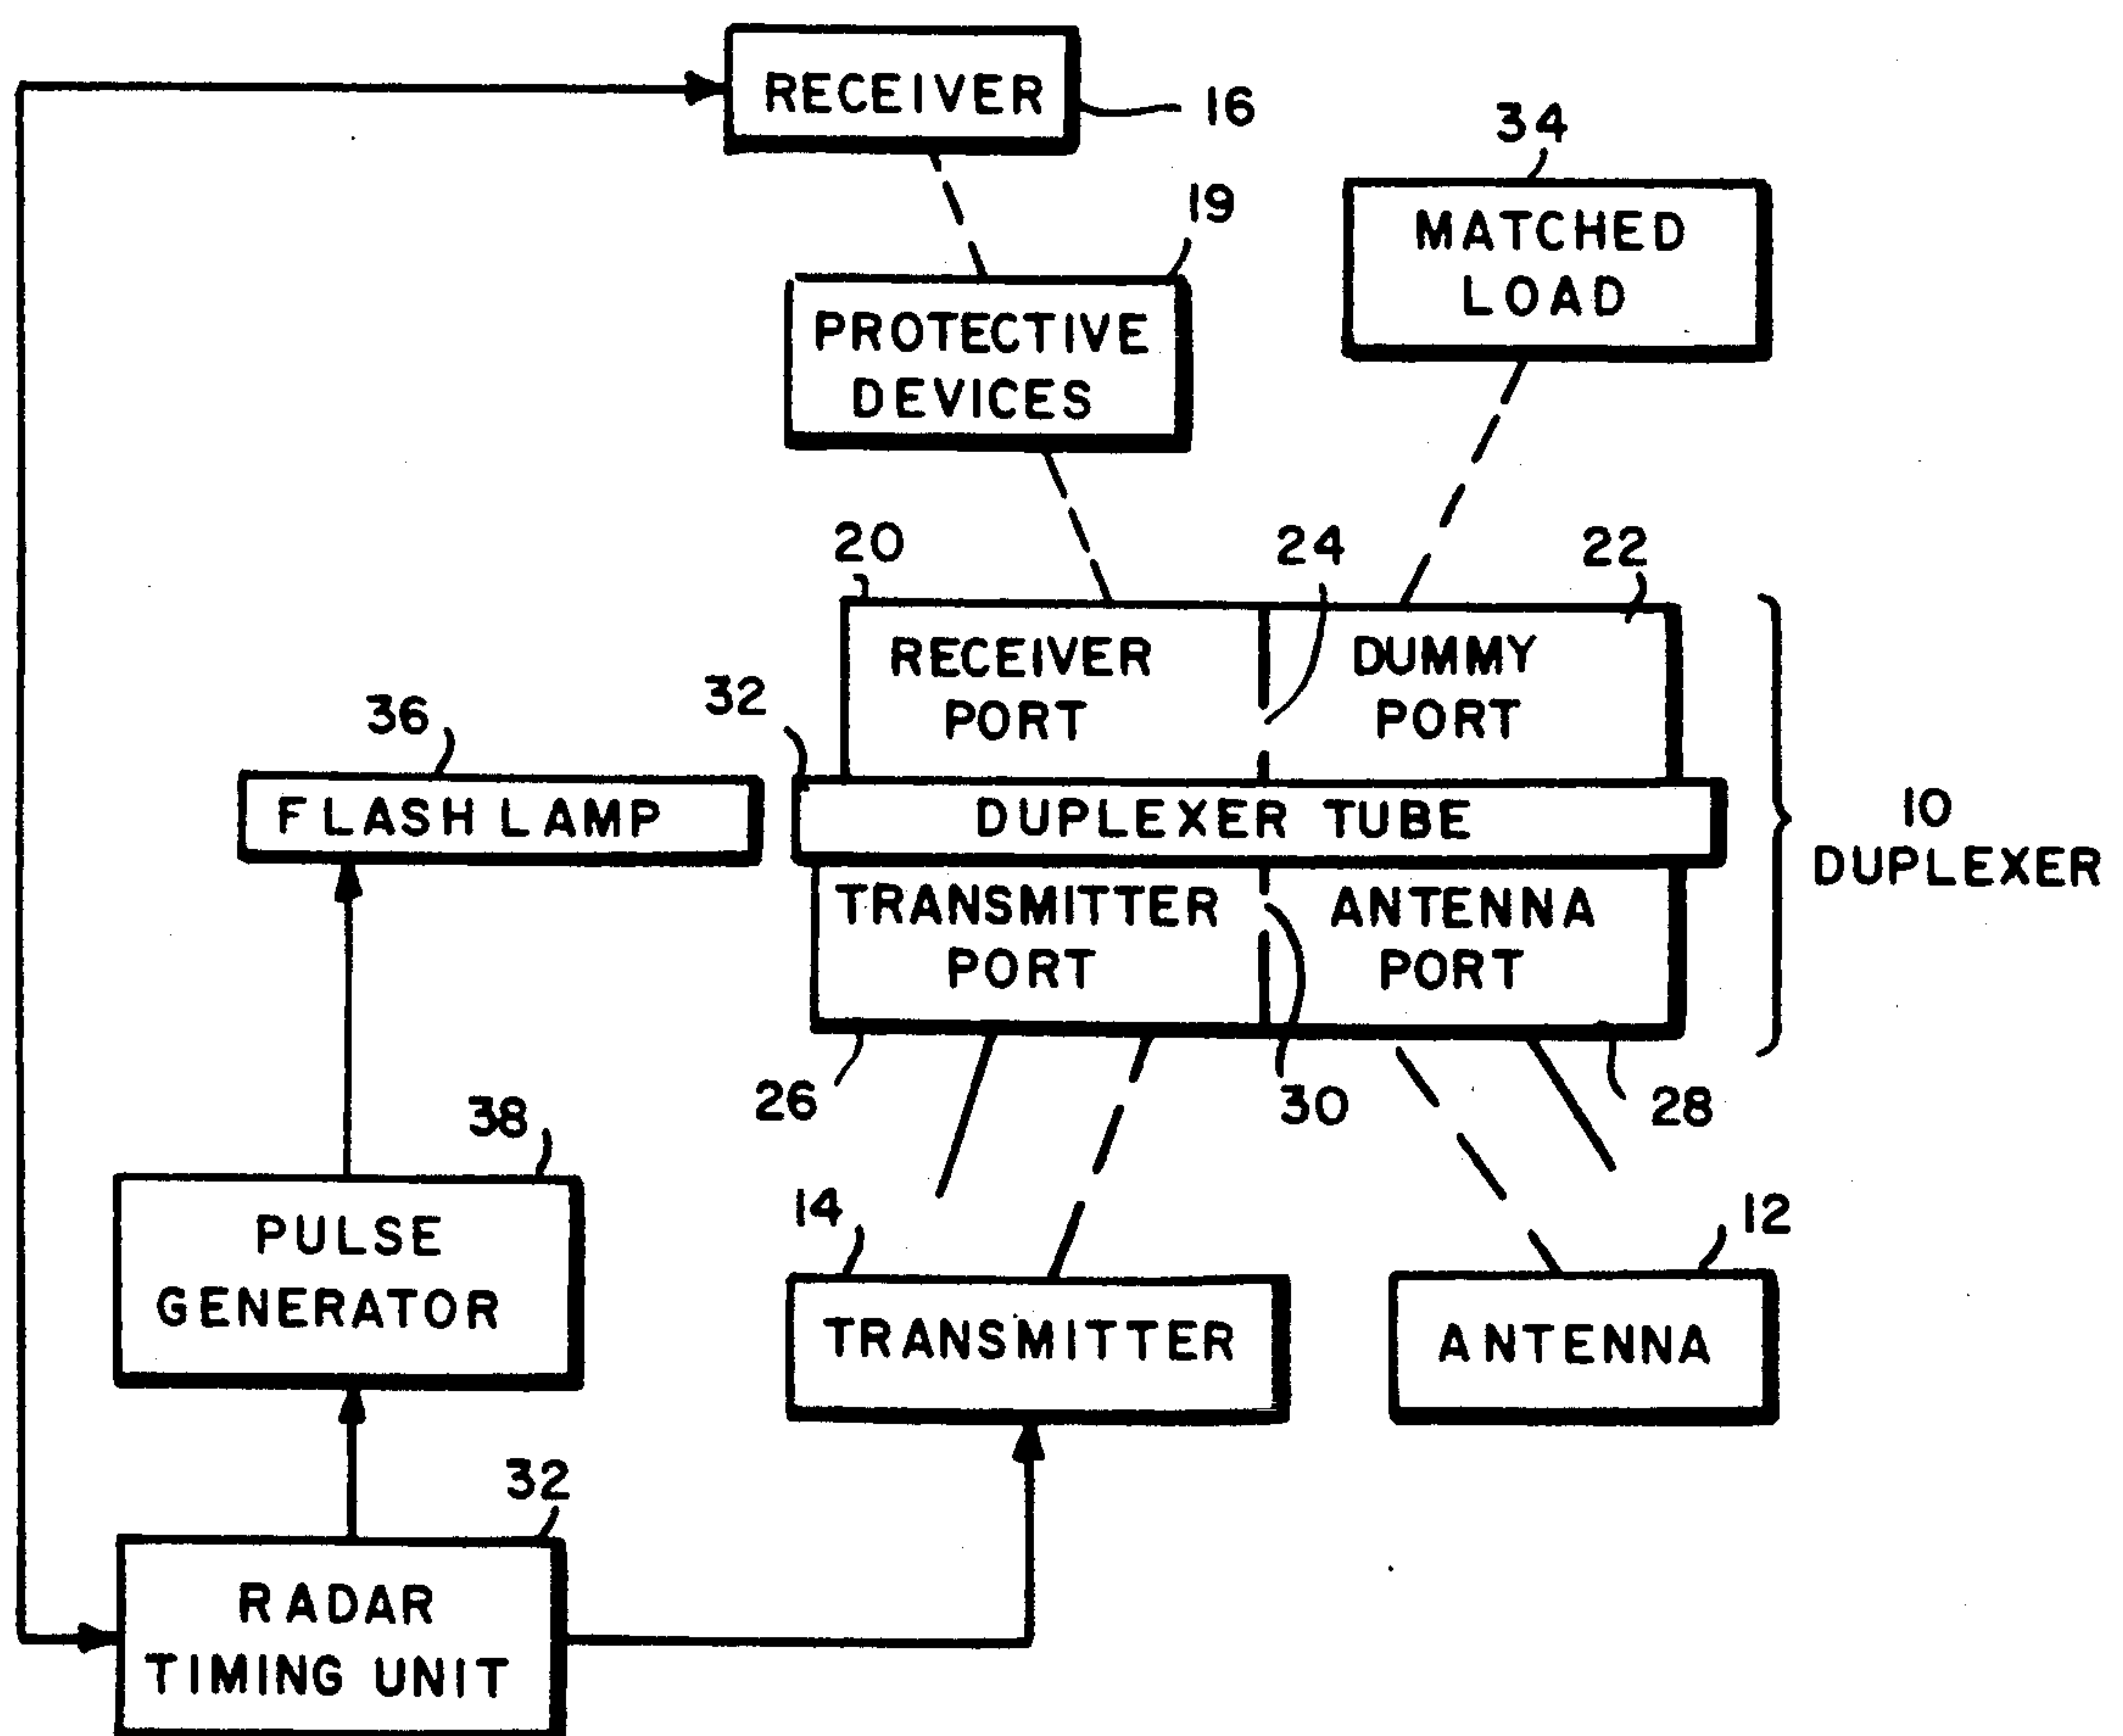 RECEIVER
16
34
MATCHED
LOAD
19
PROTECTIVE
DEVICES
20
24
22
RECEIVER
PORT
DUMMY
PORT
32
36
FLASH LAMP
DUPLEXER TUBE
10
DUPLEXER
TRANSMITTER
PORT
ANTENNA
PORT
26
30
28
38
PULSE
GENERATOR
14
12
TRANSMITTER
ANTENNA
32
RADAR
TIMING UNIT